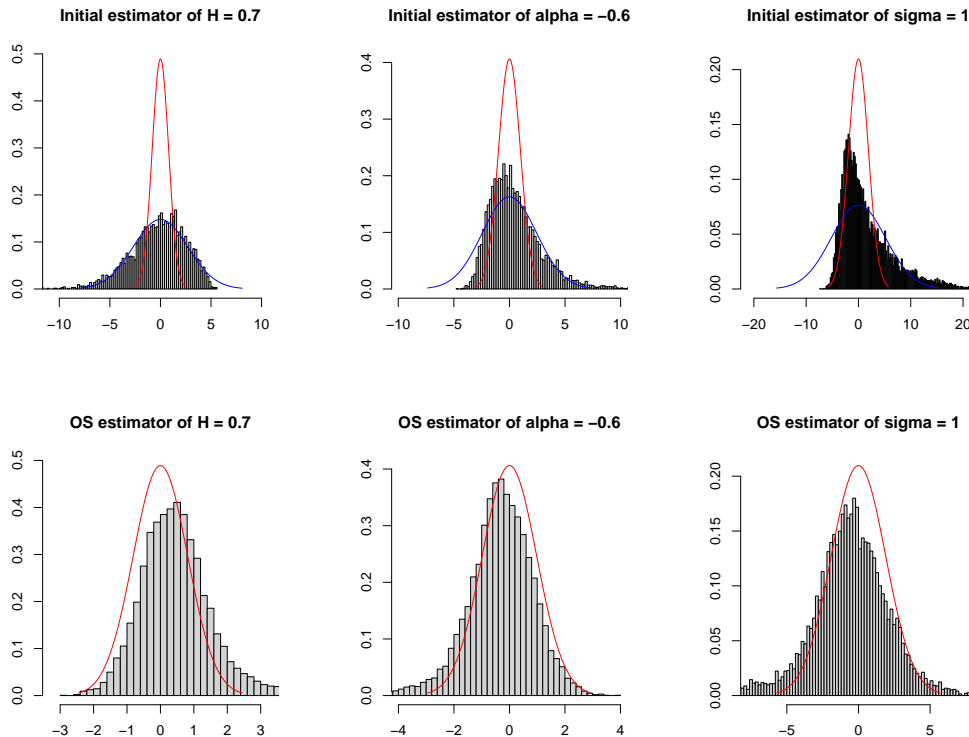 Initial estimator of H = 0.7
0.0 0.1 0.2 0.3 0.4 0.5
−10 −5 0 5 10
Initial estimator of alpha = −0.6
0.0 0.1 0.2 0.3 0.4
−10 −5 0 5 10
Initial estimator of sigma = 1
0.00 0.05 0.10 0.15 0.20
−20 −10 0 10 20
OS estimator of H = 0.7
0.0 0.1 0.2 0.3 0.4 0.5
−3 −2 −1 0 1 2 3
OS estimator of alpha = −0.6
0.0 0.1 0.2 0.3 0.4
−4 −2 0 2 4
OS estimator of sigma = 1
0.00 0.05 0.10 0.15 0.20
−5 0 5